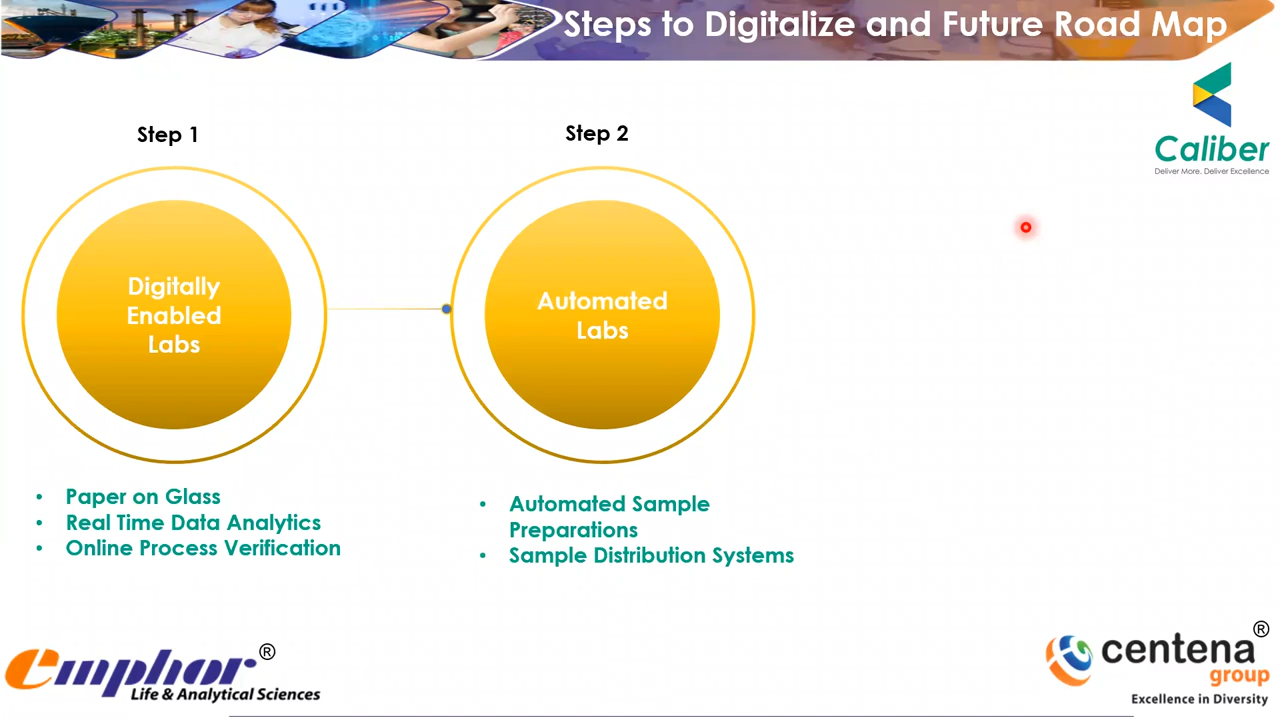 Steps to Digitalize and Future Road Map
Caliber
Deliver More. Deliver Excellence
Step 1
Step 2
Digitally
Enabled
Labs
Automated
Labs
• Paper on Glass
• Real Time Data Analytics
• Online Process Verification
• Automated Sample
Preparations
• Sample Distribution Systems
Emphor®
Life & Analytical Sciences
centena®
group
Excellence in Diversity